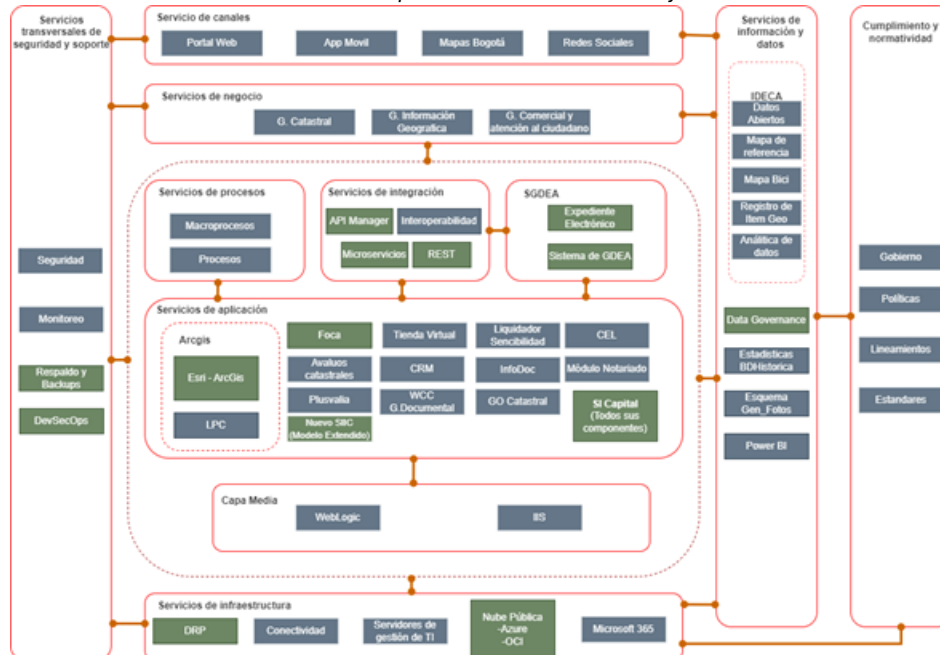 Servicios
transversales de
seguridad y soporte
Seguridad
Monitoreo
Respaldo y
Backups
DevSecOps
Servicio de canales
Portal Web
App Movil
Mapas Bogotá
Redes Sociales
Servicios de negocio
G. Catastral
G. Información
Geografica
G. Comercial y
atención al ciudadano
Servicios de procesos
Macroprocesos
Procesos
Servicios de integración
API Manager
Interoperabilidad
Microservicios
REST
SGDEA
Expediente
Electrónico
Sistema de GDEA
Servicios de aplicación
Arcgis
Esri - ArcGis
LPC
Foca
Tienda Virtual
Liquidador
Sencibilidad
CEL
Avaluos
catastrales
CRM
InfoDoc
Módulo Notariado
Plusvalia
WCC
G.Documental
GO Catastral
SI Capital
(Todos sus
componentes)
Nuevo SIIC
(Modelo Extendido)
Capa Media
WebLogic
IIS
Servicios de infraestructura
DRP
Conectividad
Servidores de
gestión de TI
Nube Pública
-Azure
-OCI
Microsoft 365
Servicios de
información y
datos
IDECA
Datos
Abiertos
Mapa de
referencia
Mapa Bici
Registro de
Item Geo
Análitica de
datos
Data Governance
Estadisticas
BDHistorica
Esquema
Gen_Fotos
Power BI
Cumplimiento y
normatividad
Gobierno
Políticas
Lineamientos
Estandares